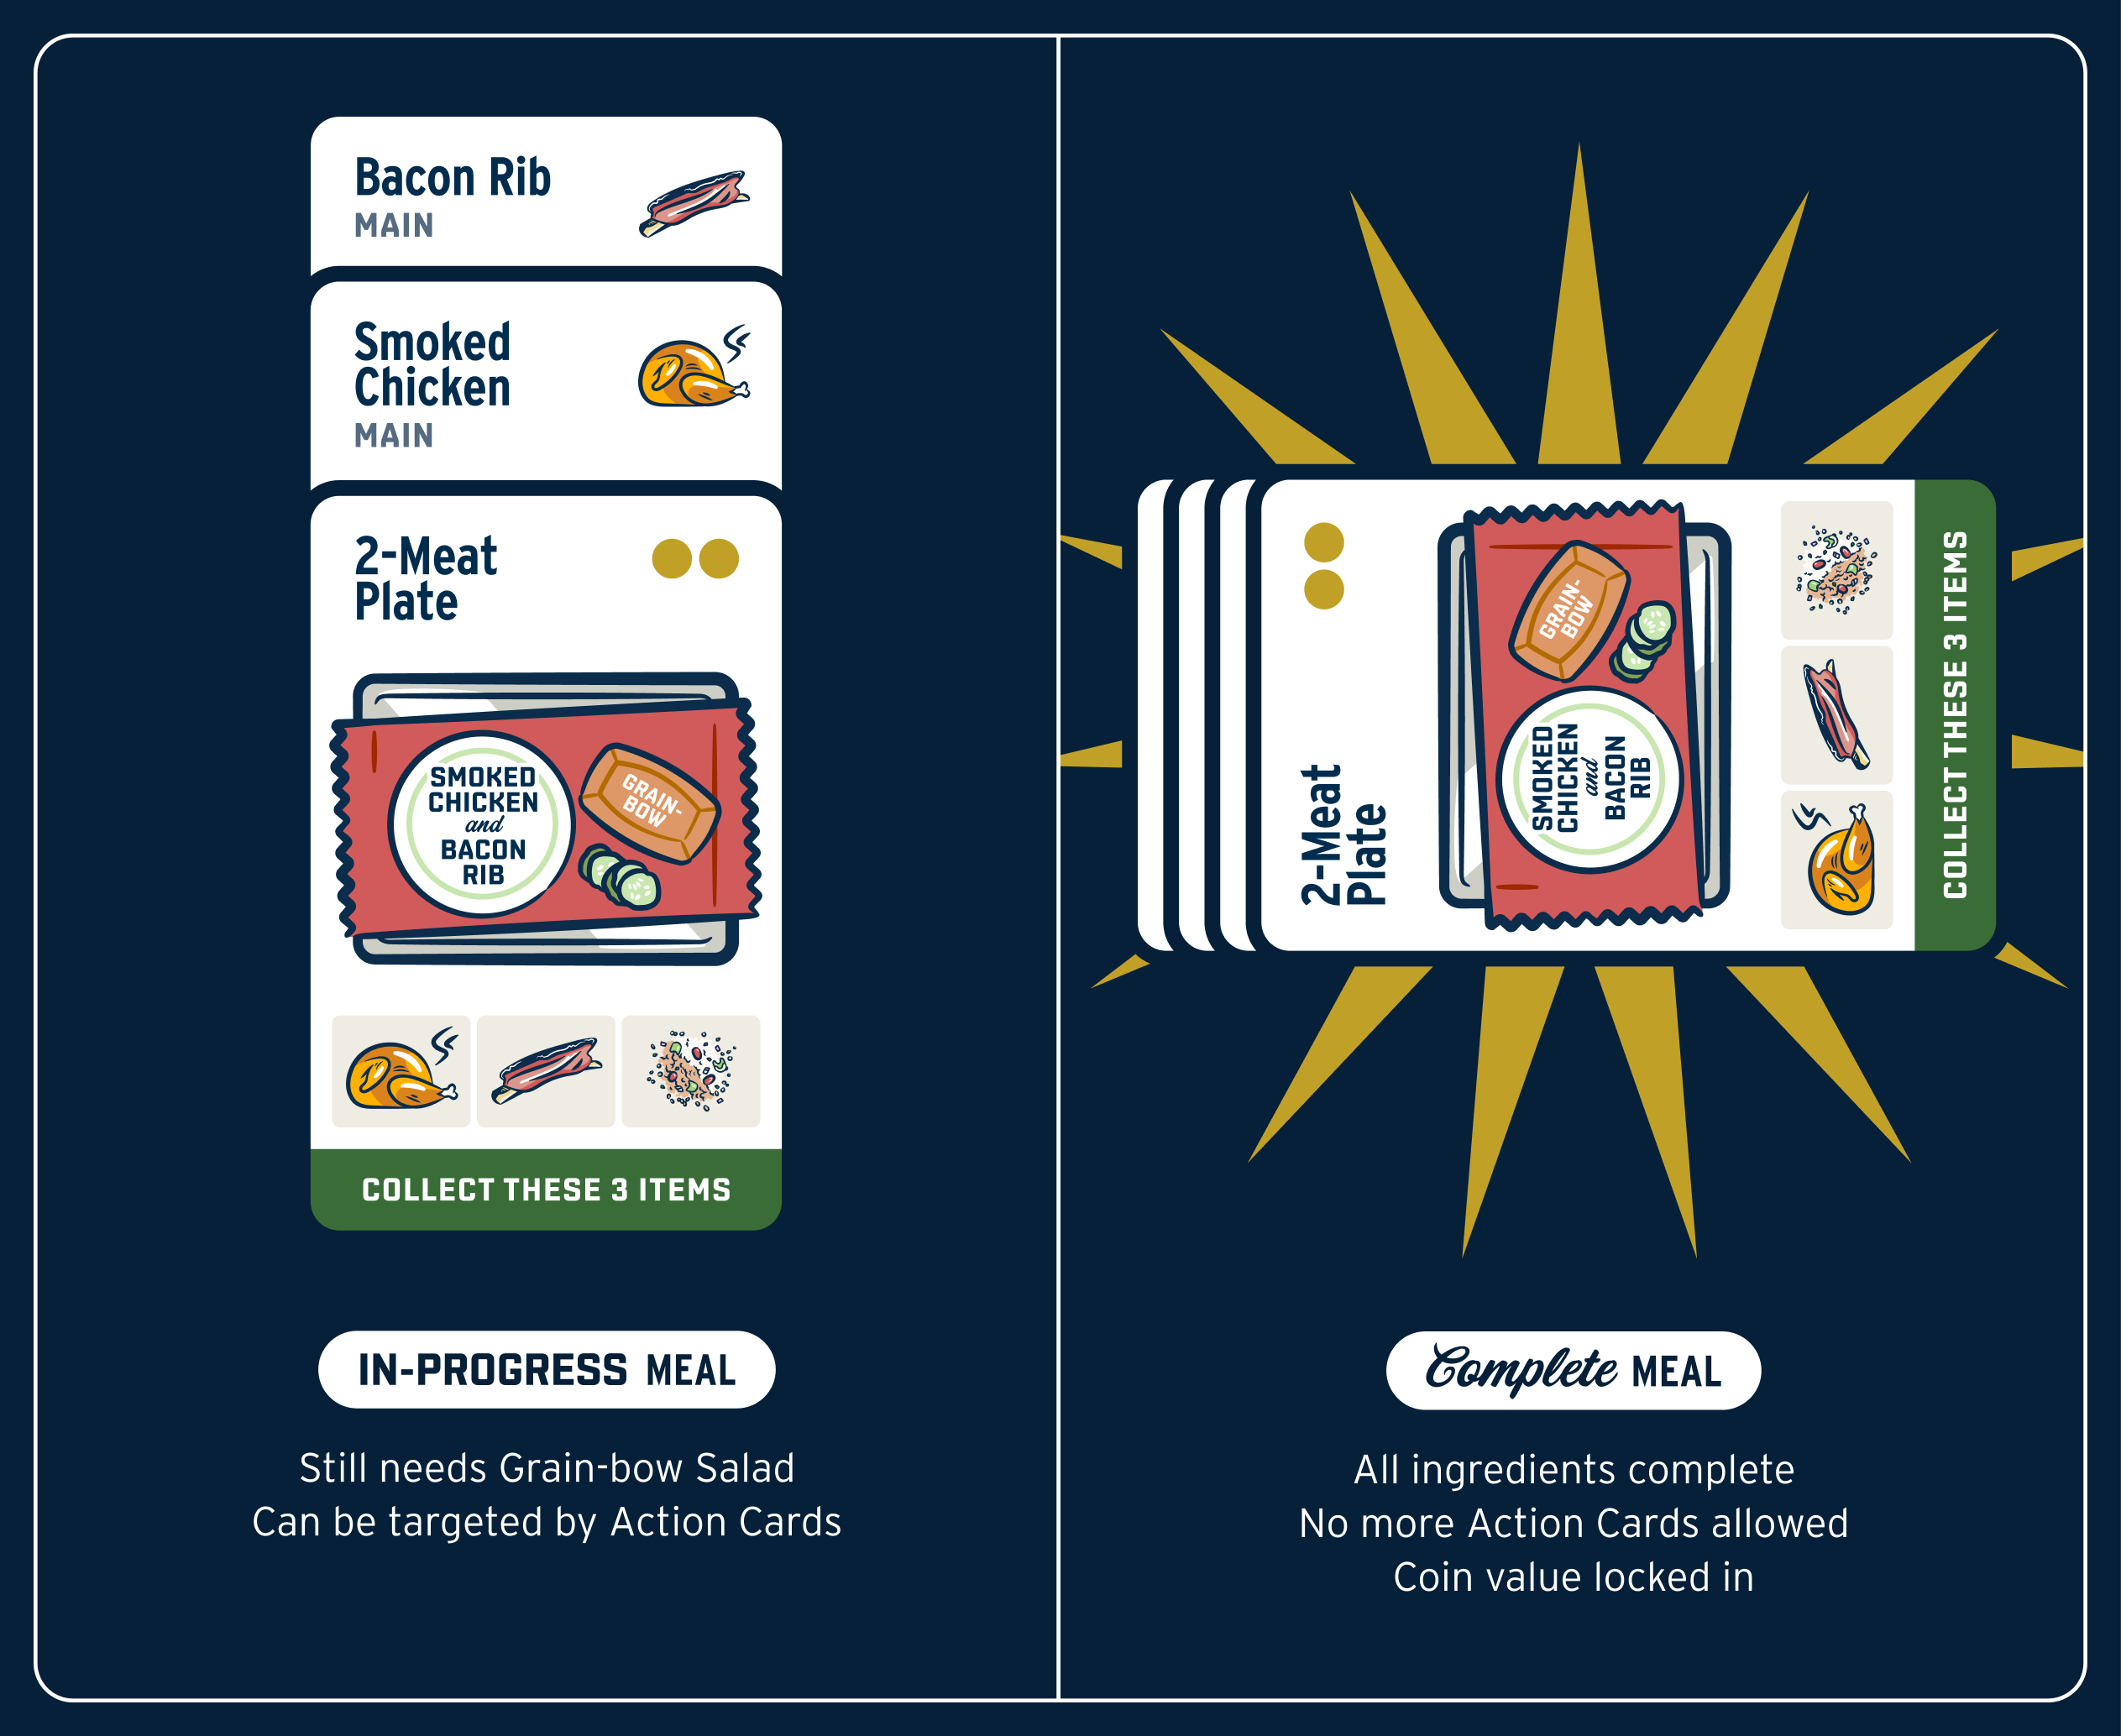 Bacon Rib
MAIN
Smoked
Chicken
MAIN
2-Meat
Plate
SMOKED
CHICKEN
and
BACON
RIB
GRAIN-
BOW
COLLECT THESE 3 ITEMS
IN-PROGRESS MEAL
Still needs Grain-bow Salad
Can be targeted by Action Cards
2-Meat
Plate
SMOKED
CHICKEN
and
BACON
RIB
GRAIN-
BOW
COLLECT THESE 3 ITEMS
Complete MEAL
All ingredients complete
No more Action Cards allowed
Coin value locked in